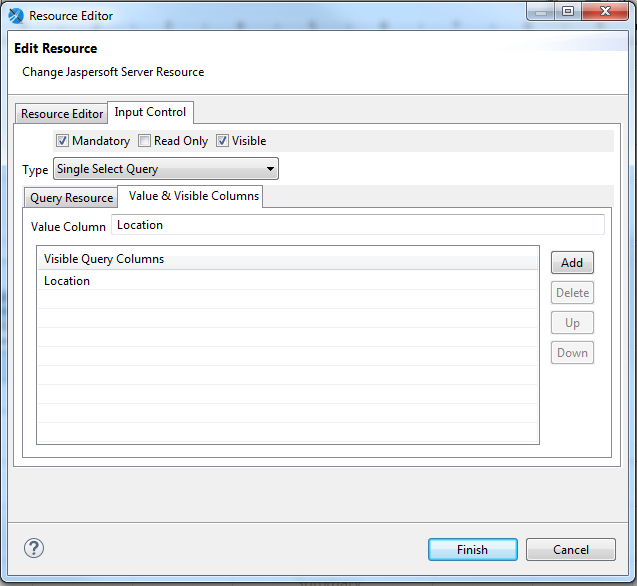 Resource Editor
Edit Resource
Change Jaspersoft Server Resource
Resource Editor Input Control
Mandatory Read Only Visible
Type Single Select Query
Query Resource Value & Visible Columns
Value Column Location
Visible Query Columns
Location
Add
Delete
Up
Down
?
Finish Cancel